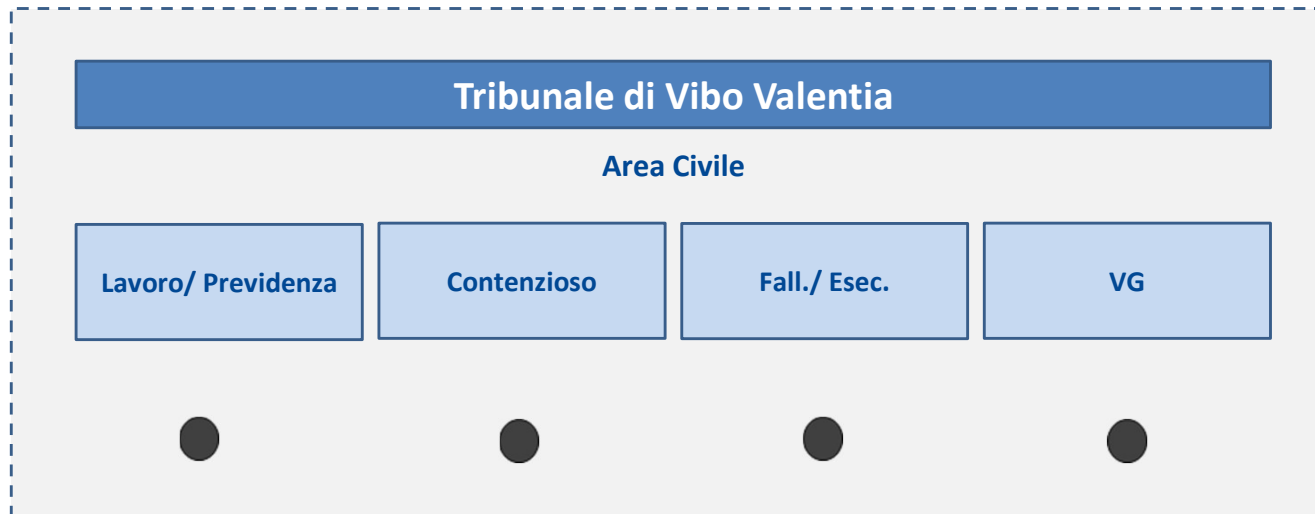 Tribunale di Vibo Valentia
Area Civile
Lavoro/ Previdenza
Contenzioso
Fall./ Esec.
VG